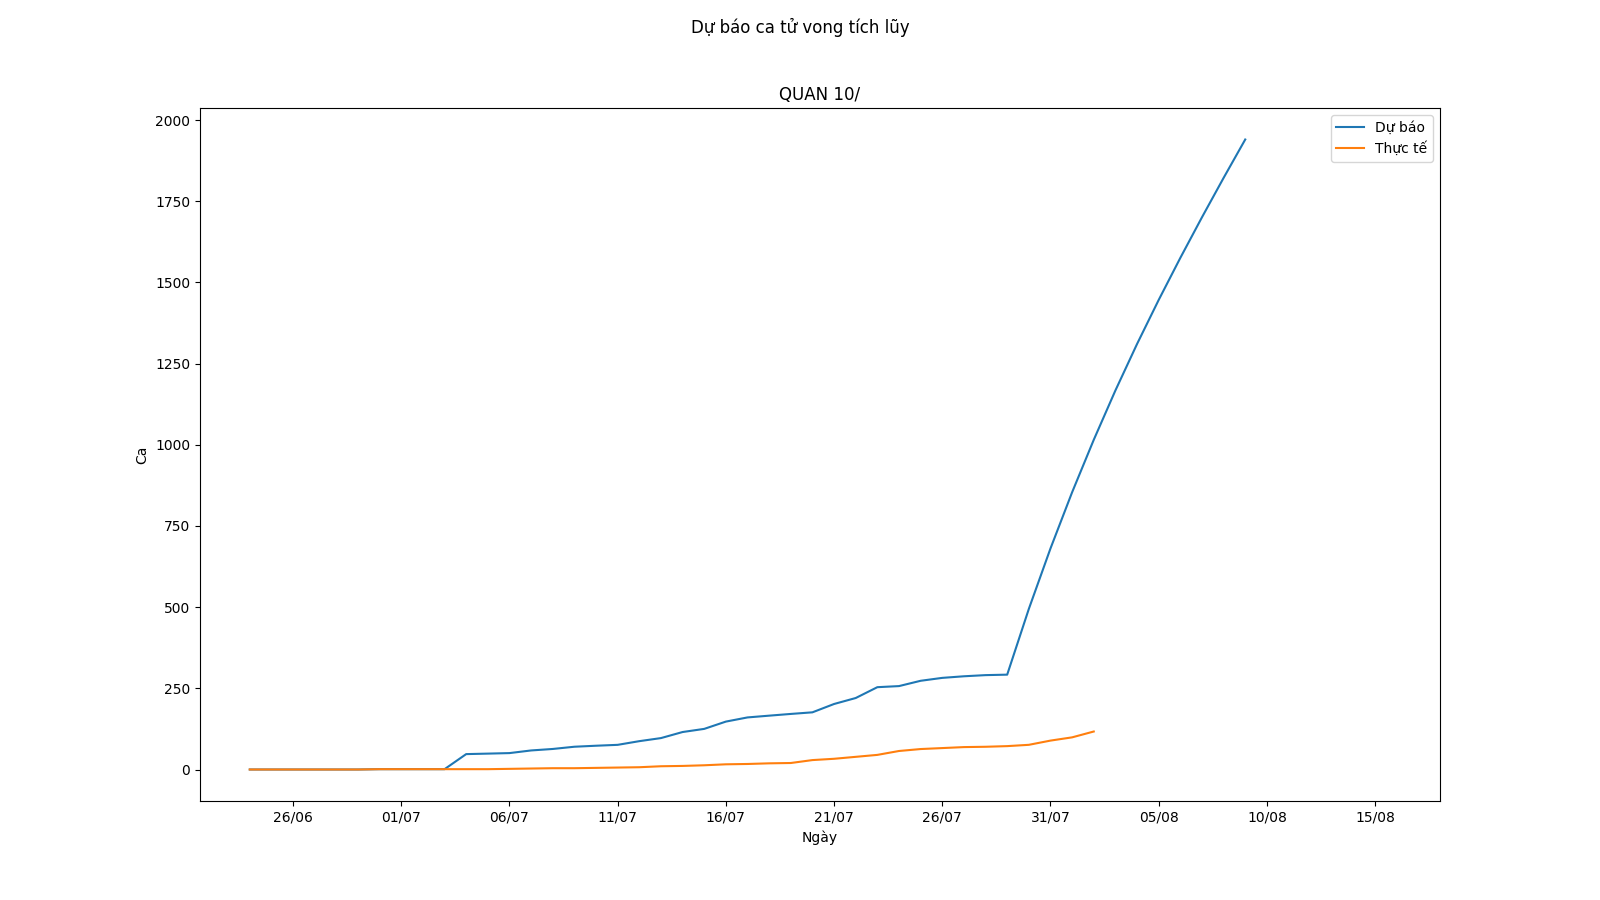 Dự báo ca tử vong tích lũy
QUAN 10/
2000
1750
1500
1250
1000
750
500
250
0
Ca
Dự báo
Thực tế
26/06 01/07 06/07 11/07 16/07 21/07 26/07 31/07 05/08 10/08 15/08
Ngày